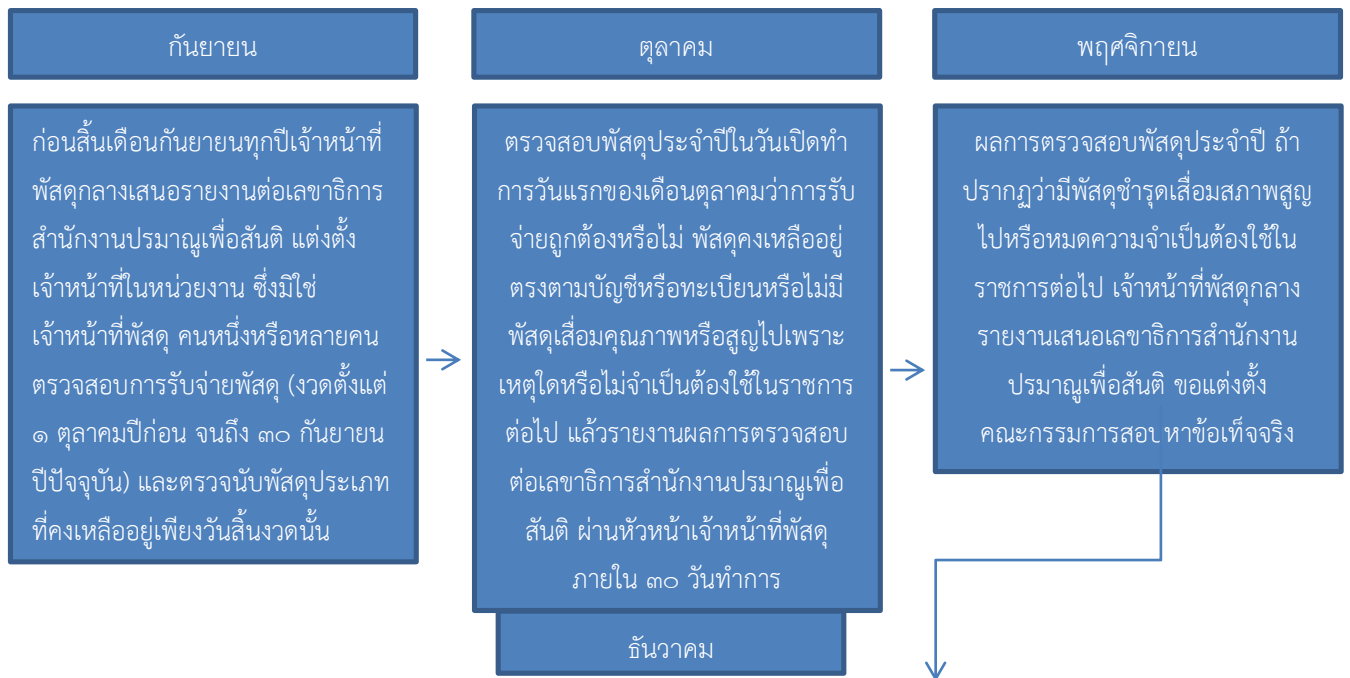 กันยายน
ก่อนสิ้นเดือนกันยายนทุกปีเจ้าหน้าที่
พัสดุกลางเสนอรายงานต่อเลขาธิการ
สำนักงานปรมาณูเพื่อสันติ แต่งตั้ง
เจ้าหน้าที่ในหน่วยงาน ซึ่งมิใช่
เจ้าหน้าที่พัสดุ คนหนึ่งหรือหลายคน
ตรวจสอบการรับจ่ายพัสดุ (งวดตั้งแต่
๑ ตุลาคมปีก่อน จนถึง ๓๐ กันยายน
ปีปัจจุบัน) และตรวจนับพัสดุประเภท
ที่คงเหลืออยู่เพียงวันสิ้นงวดนั้น
ตุลาคม
ตรวจสอบพัสดุประจำปีในวันเปิดทำ
การวันแรกของเดือนตุลาคมว่าการรับ
จ่ายถูกต้องหรือไม่ พัสดุคงเหลืออยู่
ตรงตามบัญชีหรือทะเบียนหรือไม่มี
พัสดุเสื่อมคุณภาพหรือสูญไปเพราะ
เหตุใดหรือไม่จำเป็นต้องใช้ในราชการ
ต่อไป แล้วรายงานผลการตรวจสอบ
ต่อเลขาธิการสำนักงานปรมาณูเพื่อ
สันติ ผ่านหัวหน้าเจ้าหน้าที่พัสดุ
ภายใน ๓๐ วันทำการ
พฤศจิกายน
ผลการตรวจสอบพัสดุประจำปี ถ้า
ปรากฏว่ามีพัสดุชำรุดเสื่อมสภาพสูญ
ไปหรือหมดความจำเป็นต้องใช้ใน
ราชการต่อไป เจ้าหน้าที่พัสดุกลาง
รายงานเสนอเลขาธิการสำนักงาน
ปรมาณูเพื่อสันติ ขอแต่งตั้ง
คณะกรรมการสอบหาข้อเท็จจริง
ธันวาคม